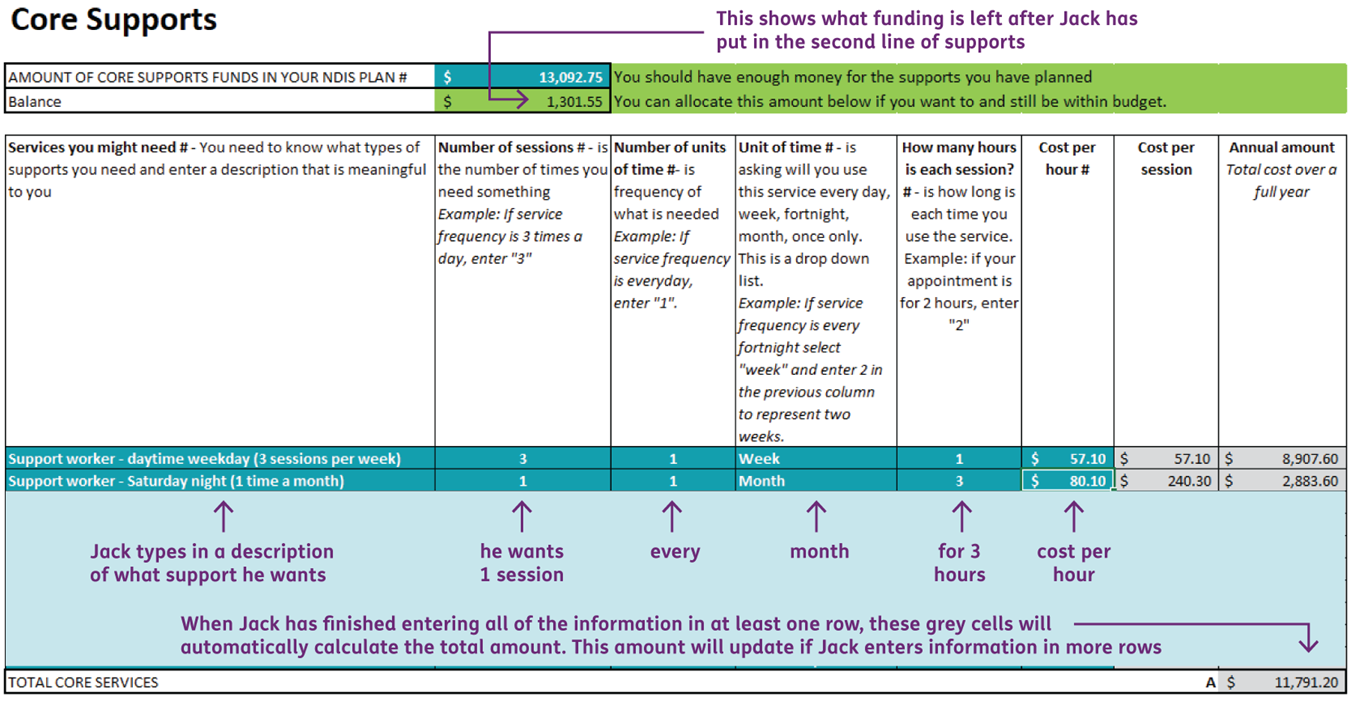 Core Supports
This shows what funding is left after Jack has
put in the second line of supports
AMOUNT OF CORE SUPPORTS FUNDS IN YOUR NDIS PLAN # $ 13,092.75 You should have enough money for the supports you have planned
Balance $ 1,301.55 You can allocate this amount below if you want to and still be within budget.
Services you might need # - You need to know what types of
supports you need and enter a description that is meaningful
to you
Number of sessions # - is
the number of times you
need something
Example: If service
frequency is 3 times a
day, enter "3"
Number of units
of time #- is
frequency of
what is needed
Example: If
service frequency
is everyday,
enter "1".
Unit of time # - is
asking will you use
this service every day,
week, fortnight,
month, once only.
This is a drop down
list.
Example: If service
frequency is every
fortnight select
"week" and enter 2 in
the previous column
to represent two
weeks.
How many hours
is each session?
# - is how long is
each time you
use the service.
Example: if your
appointment is
for 2 hours, enter
"2"
Cost per
hour #
Cost per
session
Annual amount
Total cost over a
full year
Support worker - daytime weekday (3 sessions per week) 3 1 Week 1 $ 57.10 $ 57.10 $ 8,907.60
Support worker - Saturday night (1 time a month) 1 1 Month 3 $ 80.10 $ 240.30 $ 2,883.60
Jack types in a description
of what support he wants
he wants
1 session
every
month
for 3
hours
cost per
hour
When Jack has finished entering all of the information in at least one row, these grey cells will
automatically calculate the total amount. This amount will update if Jack enters information in more rows
TOTAL CORE SERVICES A $ 11,791.20